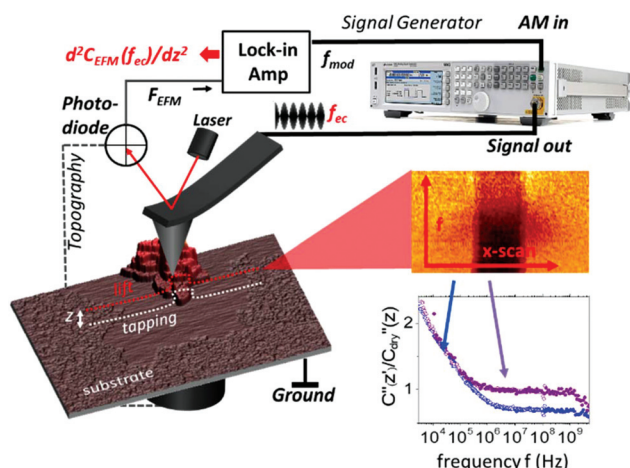 Signal Generator
AM in
d²C_EFM(f_ec)/dz²
Lock-in
Amp
f_mod
Photo-
diode
F_EFM
Laser
f_ec
Signal out
Topography
f
x-scan
lift
z
tapping
substrate
Ground
C''(z')/C_dry''(z)
2
1
10⁴ 10⁵ 10⁶ 10⁷ 10⁸ 10⁹
frequency f (Hz)